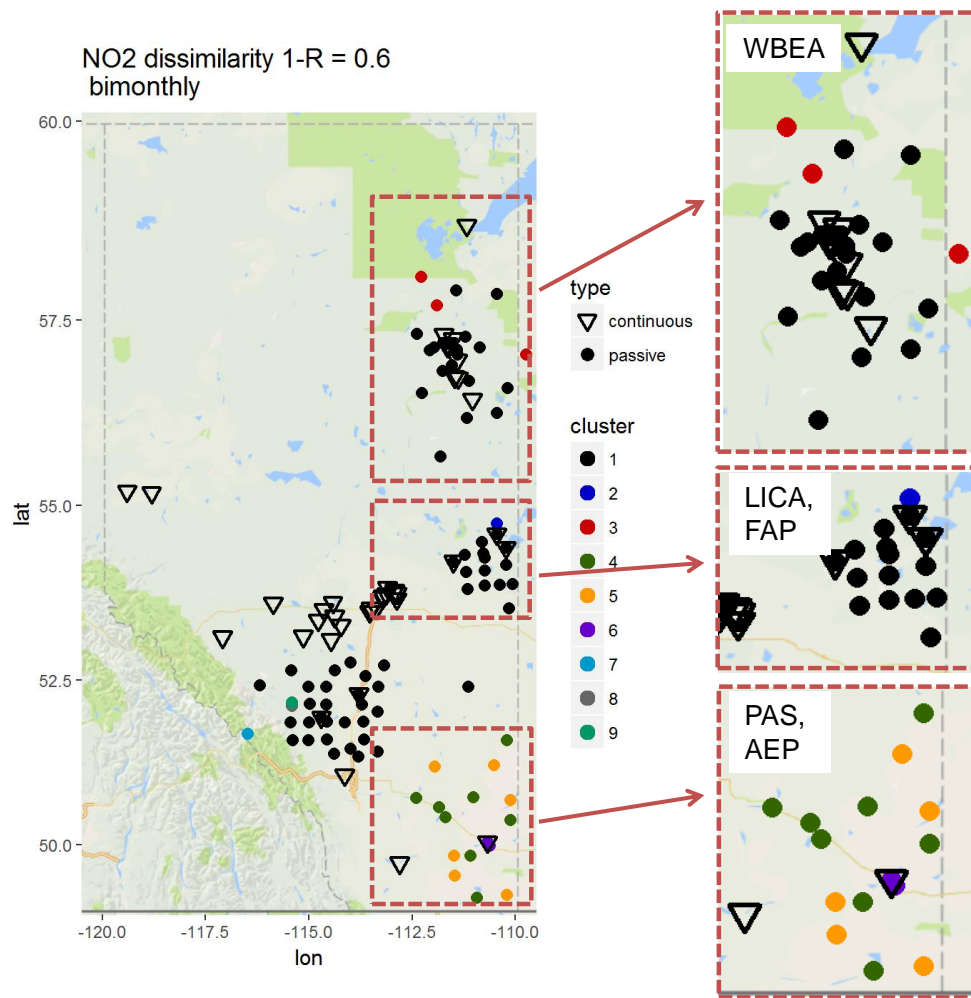 NO2 dissimilarity 1-R = 0.6
bimonthly
60.0
57.5
55.0
52.5
50.0
lat
-120.0
-117.5
-115.0
-112.5
-110.0
lon
type
continuous
passive
cluster
1
2
3
4
5
6
7
8
9
WBEA
LICA,
FAP
PAS,
AEP